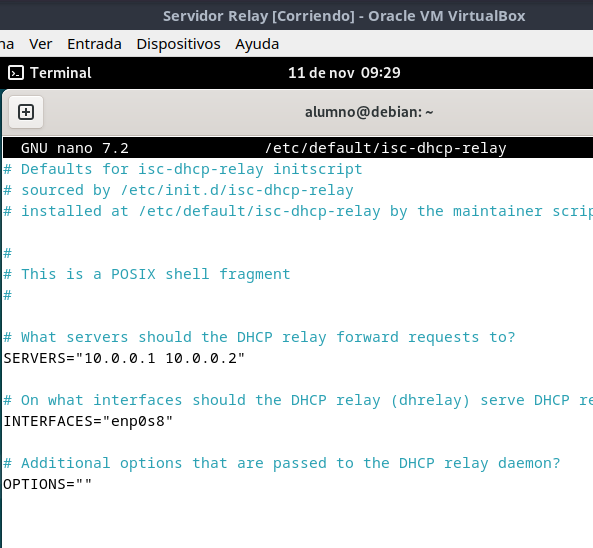 Servidor Relay [Corriendo] - Oracle VM VirtualBox
na Ver Entrada Dispositivos Ayuda
Terminal 11 de nov 09:29
alumno@debian: ~
GNU nano 7.2 /etc/default/isc-dhcp-relay
# Defaults for isc-dhcp-relay initscript
# sourced by /etc/init.d/isc-dhcp-relay
# installed at /etc/default/isc-dhcp-relay by the maintainer scrip
#
# This is a POSIX shell fragment
#
# What servers should the DHCP relay forward requests to?
SERVERS="10.0.0.1 10.0.0.2"
# On what interfaces should the DHCP relay (dhrelay) serve DHCP re
INTERFACES="enp0s8"
# Additional options that are passed to the DHCP relay daemon?
OPTIONS=""